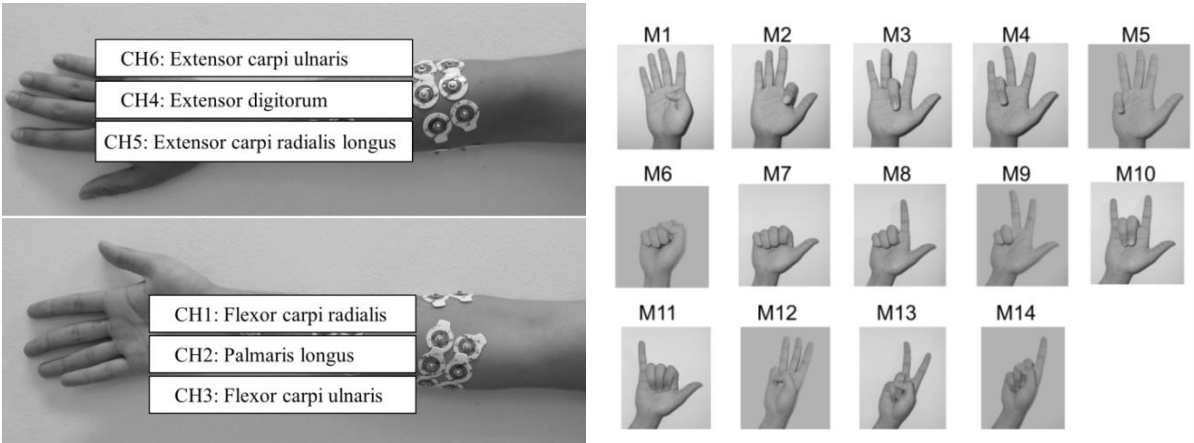 CH6: Extensor carpi ulnaris
CH4: Extensor digitorum
CH5: Extensor carpi radialis longus
CH1: Flexor carpi radialis
CH2: Palmaris longus
CH3: Flexor carpi ulnaris
M1 M2 M3 M4 M5
M6 M7 M8 M9 M10
M11 M12 M13 M14